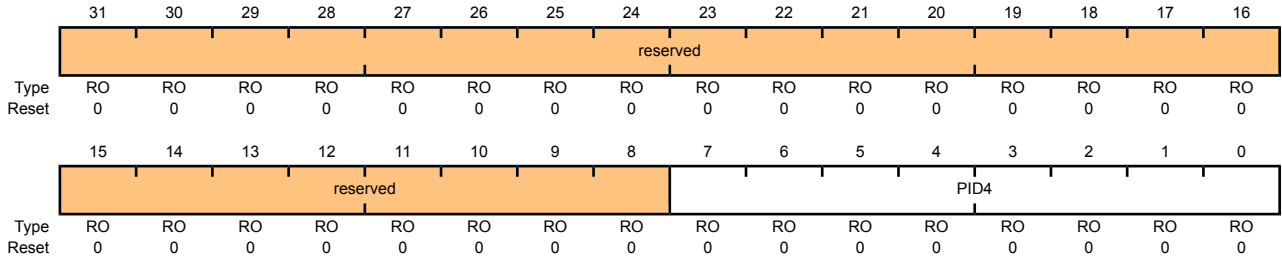 31 30 29 28 27 26 25 24 23 22 21 20 19 18 17 16
reserved
Type RO RO RO RO RO RO RO RO RO RO RO RO RO RO RO RO
Reset 0 0 0 0 0 0 0 0 0 0 0 0 0 0 0 0
15 14 13 12 11 10 9 8 7 6 5 4 3 2 1 0
reserved PID4
Type RO RO RO RO RO RO RO RO RO RO RO RO RO RO RO RO
Reset 0 0 0 0 0 0 0 0 0 0 0 0 0 0 0 0